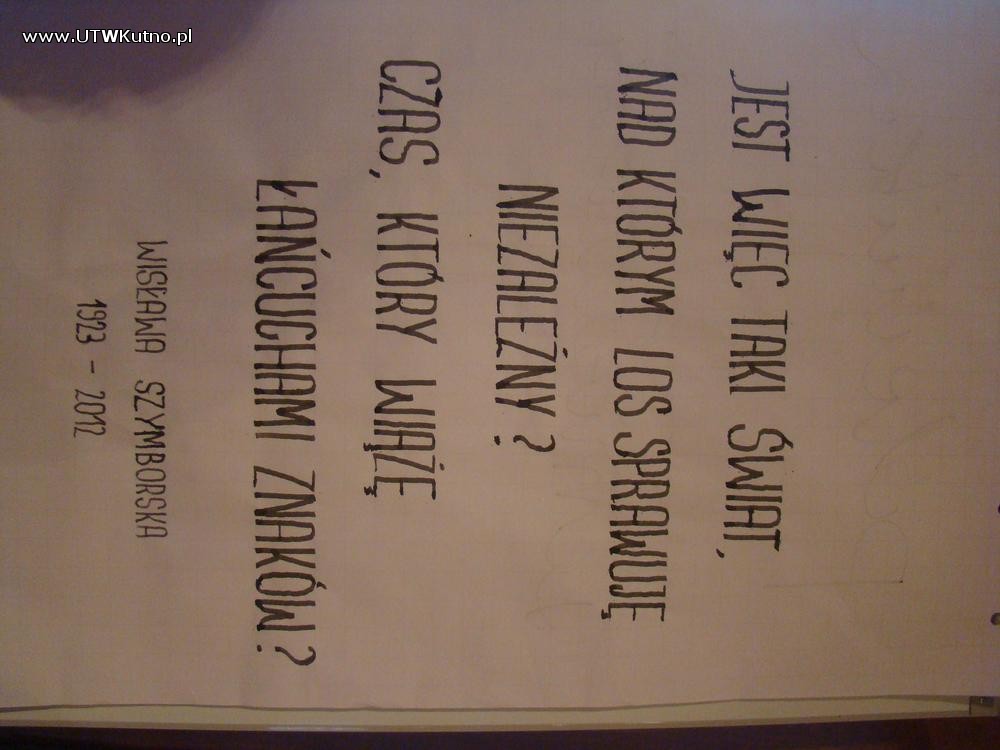 www.UTWKutno.pl
JEST WIĘC TAKI ŚWIAT,
NAD KTÓRYM LOS SPRAWUJĘ
NIEZALEŻNY?
CZAS, KTÓRY WIĄŻĘ
ŁAŃCUCHAMI ZNAKÓW?
WISŁAWA SZYMBORSKA
1923 - 2012